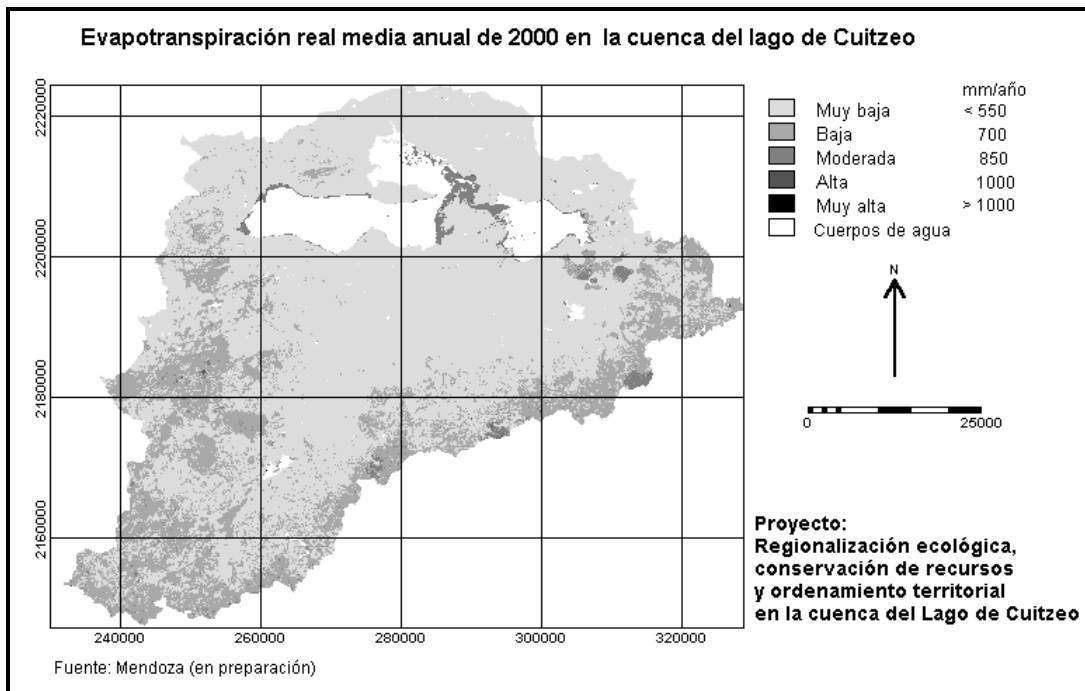 Evapotranspiración real media anual de 2000 en la cuenca del lago de Cuitzeo
mm/año
Muy baja < 550
Baja 700
Moderada 850
Alta 1000
Muy alta > 1000
Cuerpos de agua
N
0 25000
2220000
2200000
2180000
2160000
240000 260000 280000 300000 320000
Proyecto:
Regionalización ecológica,
conservación de recursos
y ordenamiento territorial
en la cuenca del Lago de Cuitzeo
Fuente: Mendoza (en preparación)